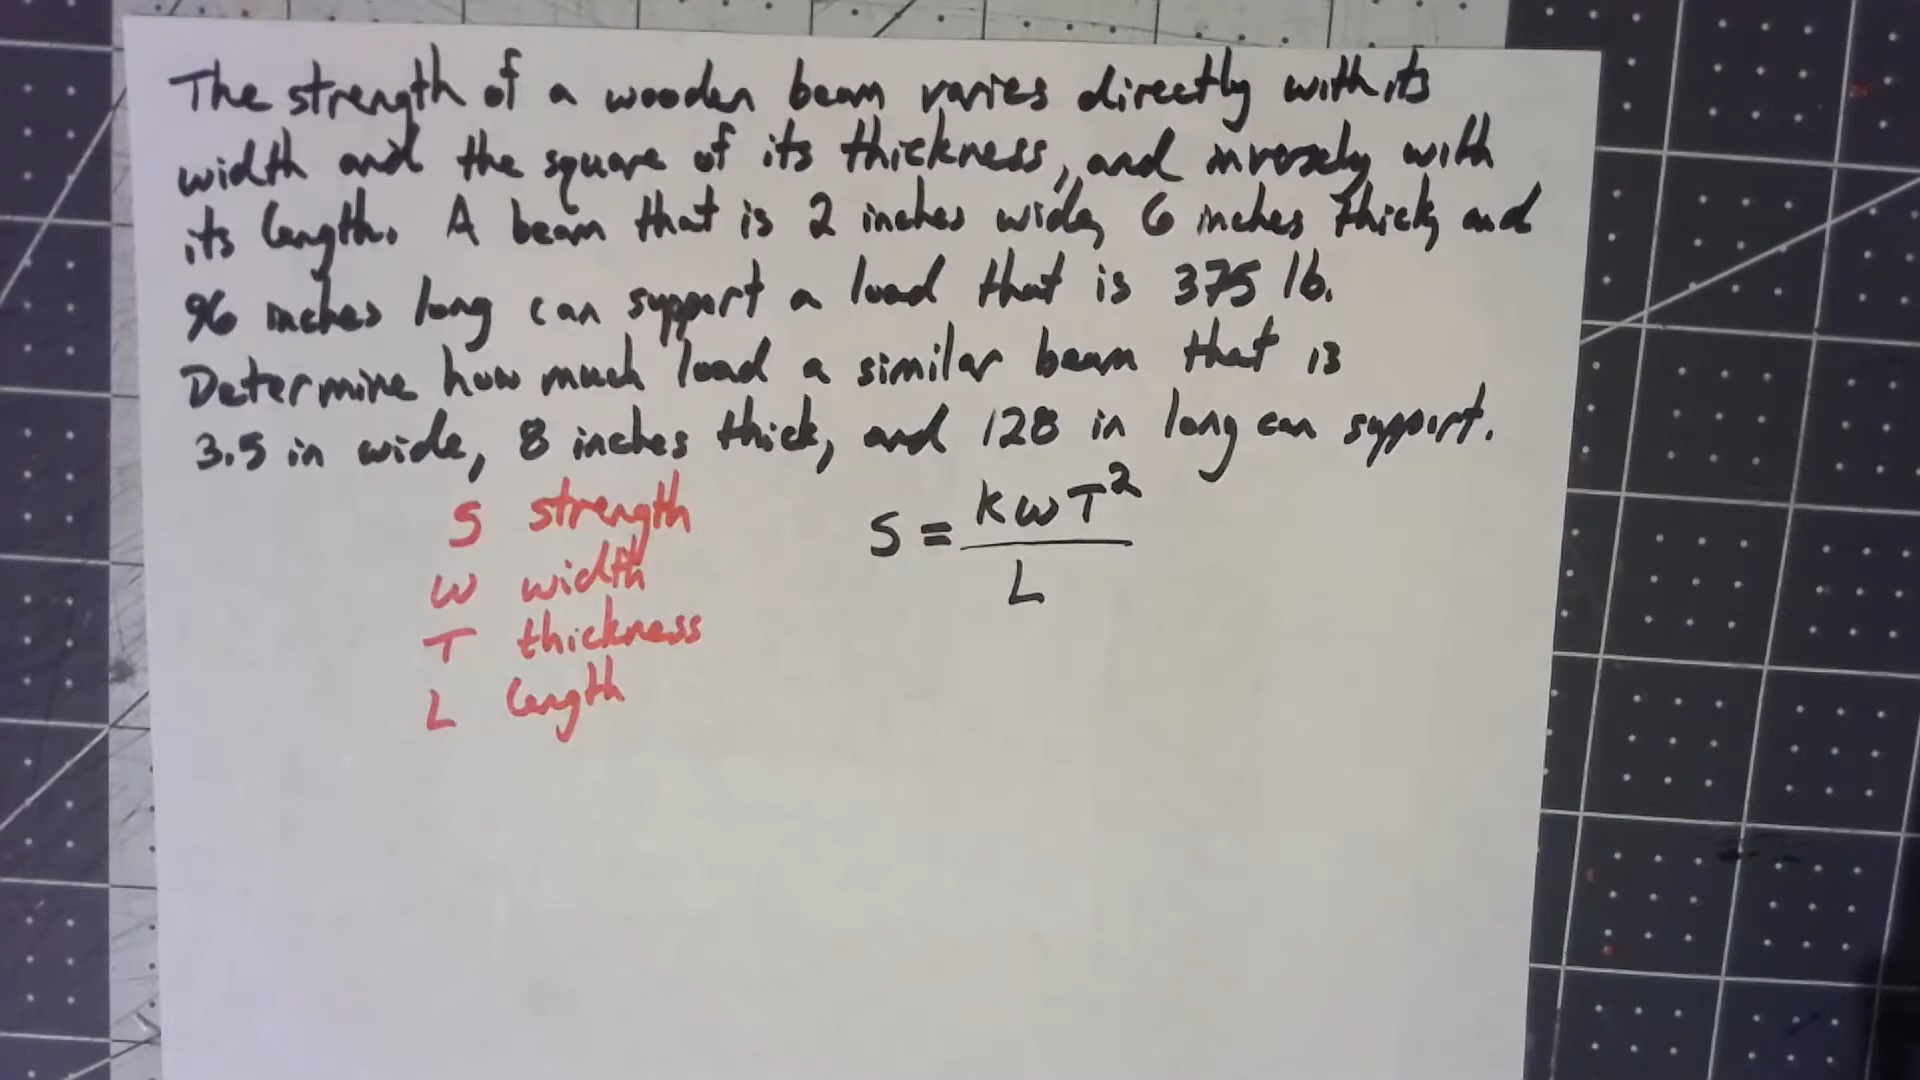 The strength of a wooden beam varies directly with its
width and the square of its thickness, and inversely with
its length. A beam that is 2 inches wide, 6 inches thick, and
96 inches long can support a load that is 375 lb.
Determine how much load a similar beam that is
3.5 in wide, 8 inches thick, and 128 in long can support.
S strength
w width
T thickness
L length
S = kwT²
L